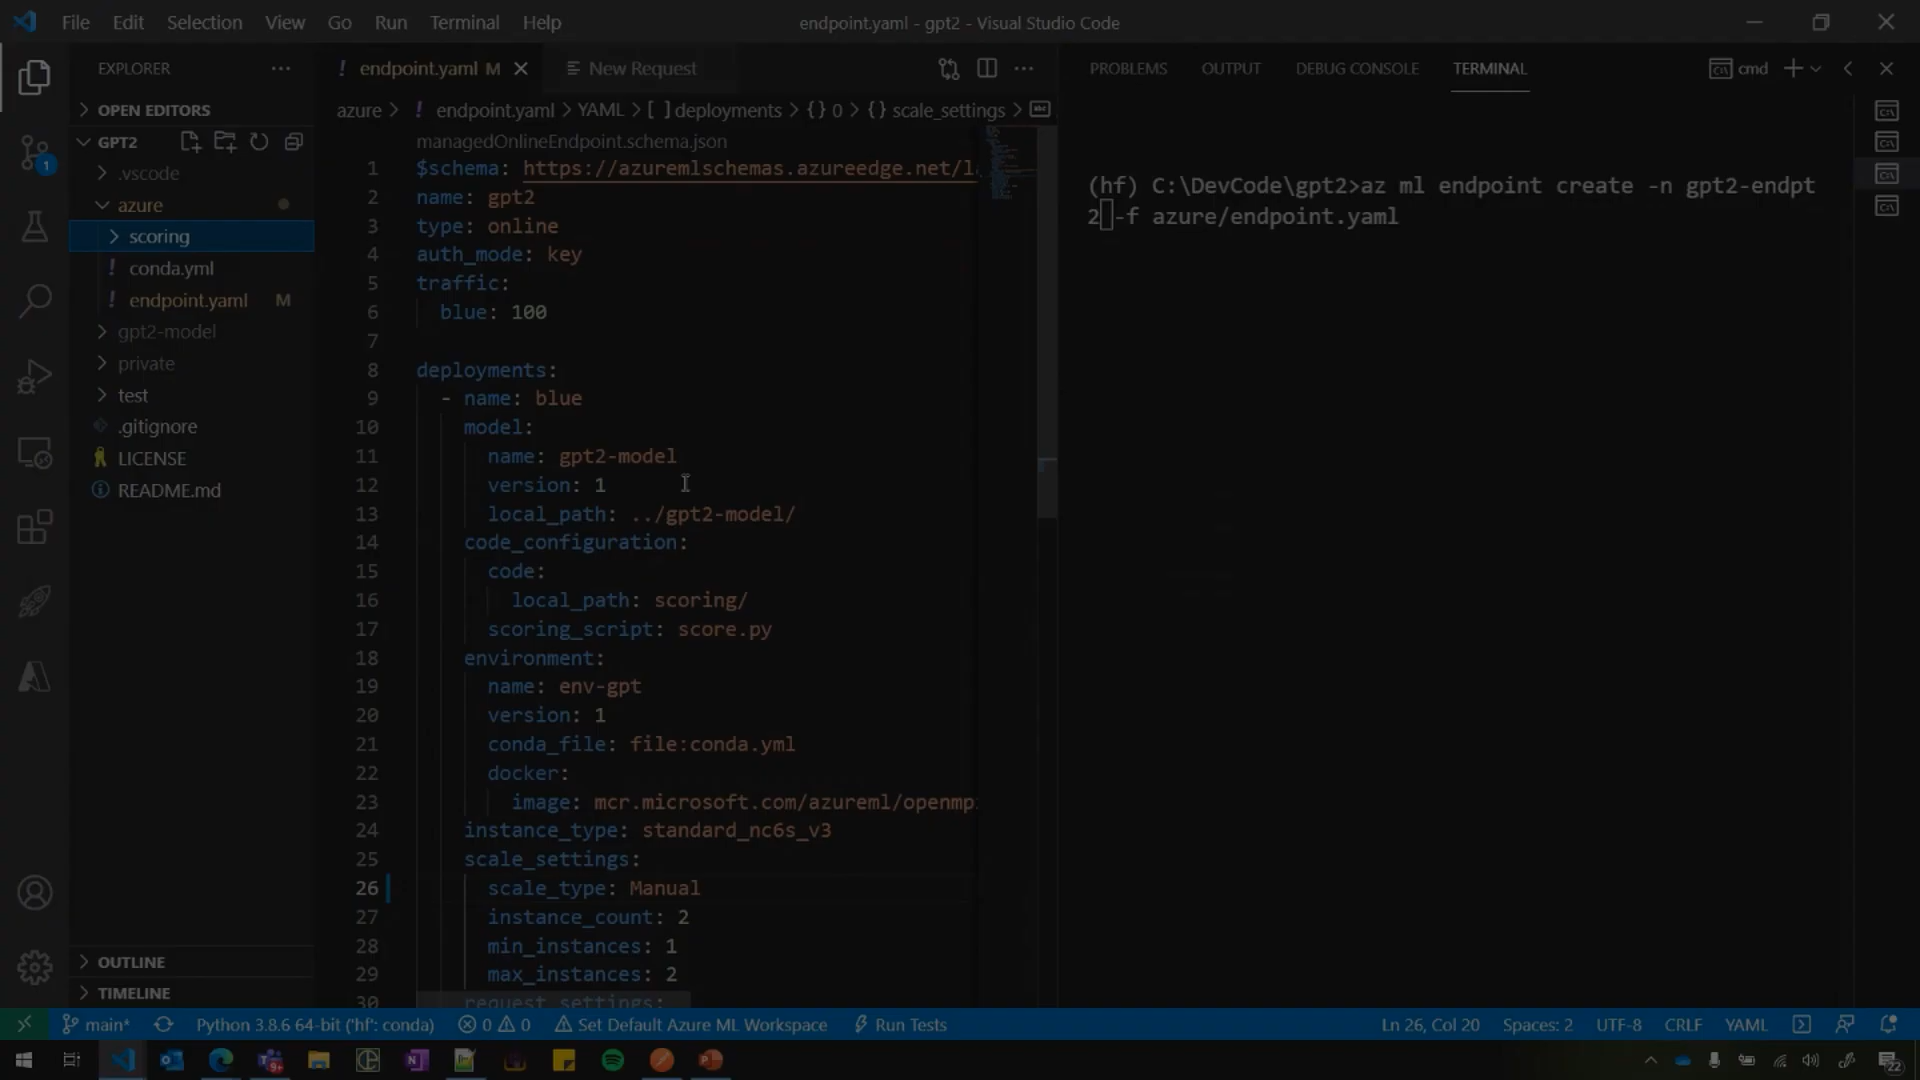 File Edit Selection View Go Run Terminal Help
endpoint.yaml - gpt2 - Visual Studio Code
EXPLORER
OPEN EDITORS
GPT2
.vscode
azure
scoring
conda.yml
endpoint.yaml M
gpt2-model
private
test
.gitignore
LICENSE
README.md
OUTLINE
TIMELINE
1
! endpoint.yaml M
New Request
azure > ! endpoint.yaml > YAML > [ ] deployments > {} 0 > {} scale_settings >
managedOnlineEndpoint.schema.json
1 $schema: https://azuremlschemas.azureedge.net/l
2 name: gpt2
3 type: online
4 auth_mode: key
5 traffic:
6 blue: 100
7
8 deployments:
9 - name: blue
10 model:
11 name: gpt2-model
12 version: 1
13 local_path: ../gpt2-model/
14 code_configuration:
15 code:
16 local_path: scoring/
17 scoring_script: score.py
18 environment:
19 name: env-gpt
20 version: 1
21 conda_file: file:conda.yml
22 docker:
23 image: mcr.microsoft.com/azureml/openmp
24 instance_type: standard_nc6s_v3
25 scale_settings:
26 scale_type: Manual
27 instance_count: 2
28 min_instances: 1
29 max_instances: 2
30 request_settings:
PROBLEMS OUTPUT DEBUG CONSOLE TERMINAL
cmd
(hf) C:\DevCode\gpt2>az ml endpoint create -n gpt2-endpt
2 -f azure/endpoint.yaml
main* Python 3.8.6 64-bit ('hf': conda) 0 0 Set Default Azure ML Workspace Run Tests
Ln 26, Col 20 Spaces: 2 UTF-8 CRLF YAML
22